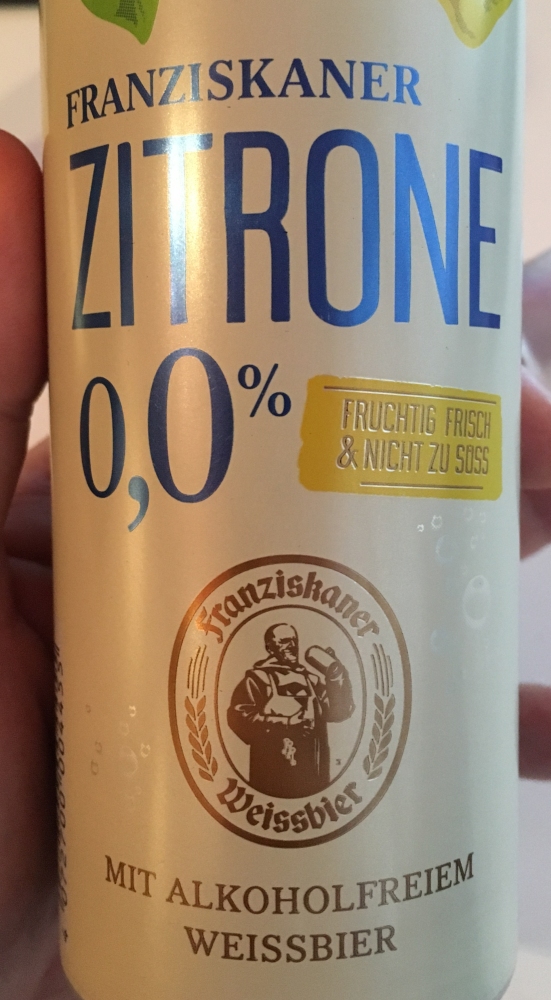 FRANZISKANER
ZITRONE
0,0%
FRUCHTIG FRISCH
& NICHT ZU SÜSS
Franziskaner
Weissbier
MIT ALKOHOLFREIEM
WEISSBIER